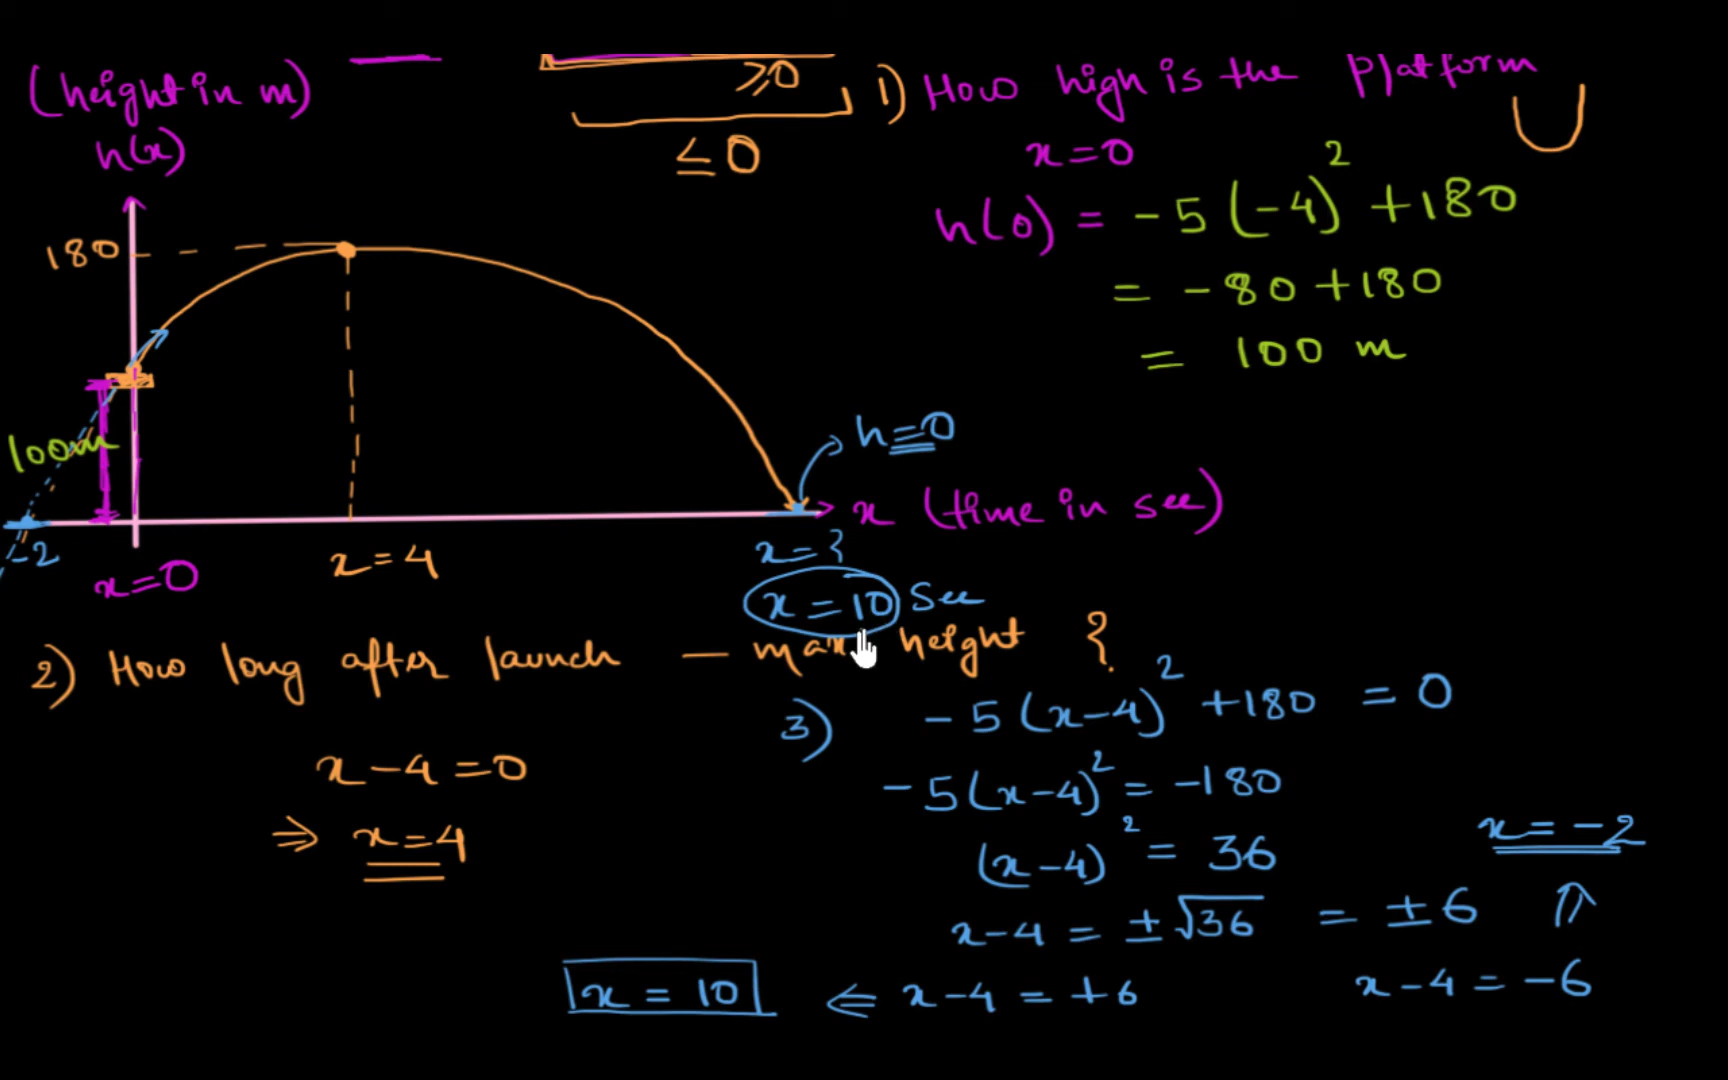 (height in m)
h(x)
≥0
≤ 0
1) How high is the platform
x=0
h(0) = -5(-4)² +180
= -80+180
= 100 m
180
100m
h=0
x (time in sec)
-2
x=0
x=4
x=?
x=10 Sec
2) How long after launch — max height ?
x-4=0
⇒ x=4
3) -5(x-4)² +180 = 0
-5(x-4)² = -180
(x-4)² = 36
x-4 = ±√36 = ±6
x=-2
⇑
x = 10 ⇐ x-4 = +6
x-4 = -6